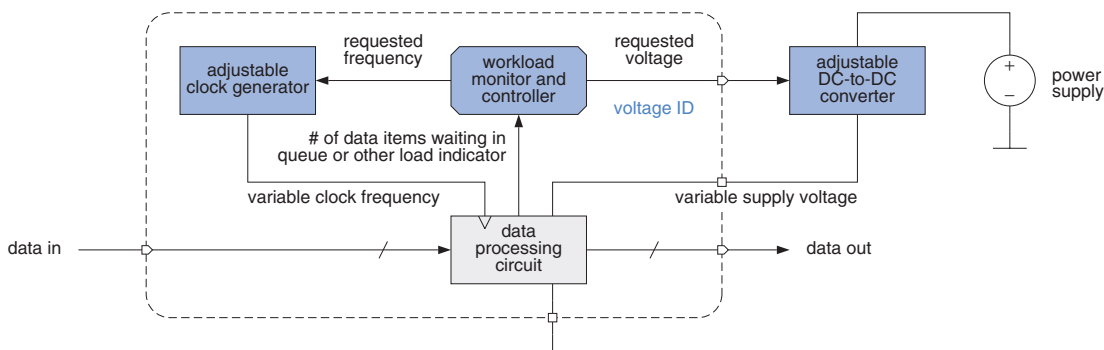 requested
frequency
requested
voltage
adjustable
clock generator
workload
monitor and
controller
adjustable
DC-to-DC
converter
+
−
power
supply
voltage ID
# of data items waiting in
queue or other load indicator
variable clock frequency
variable supply voltage
data in
data
processing
circuit
data out